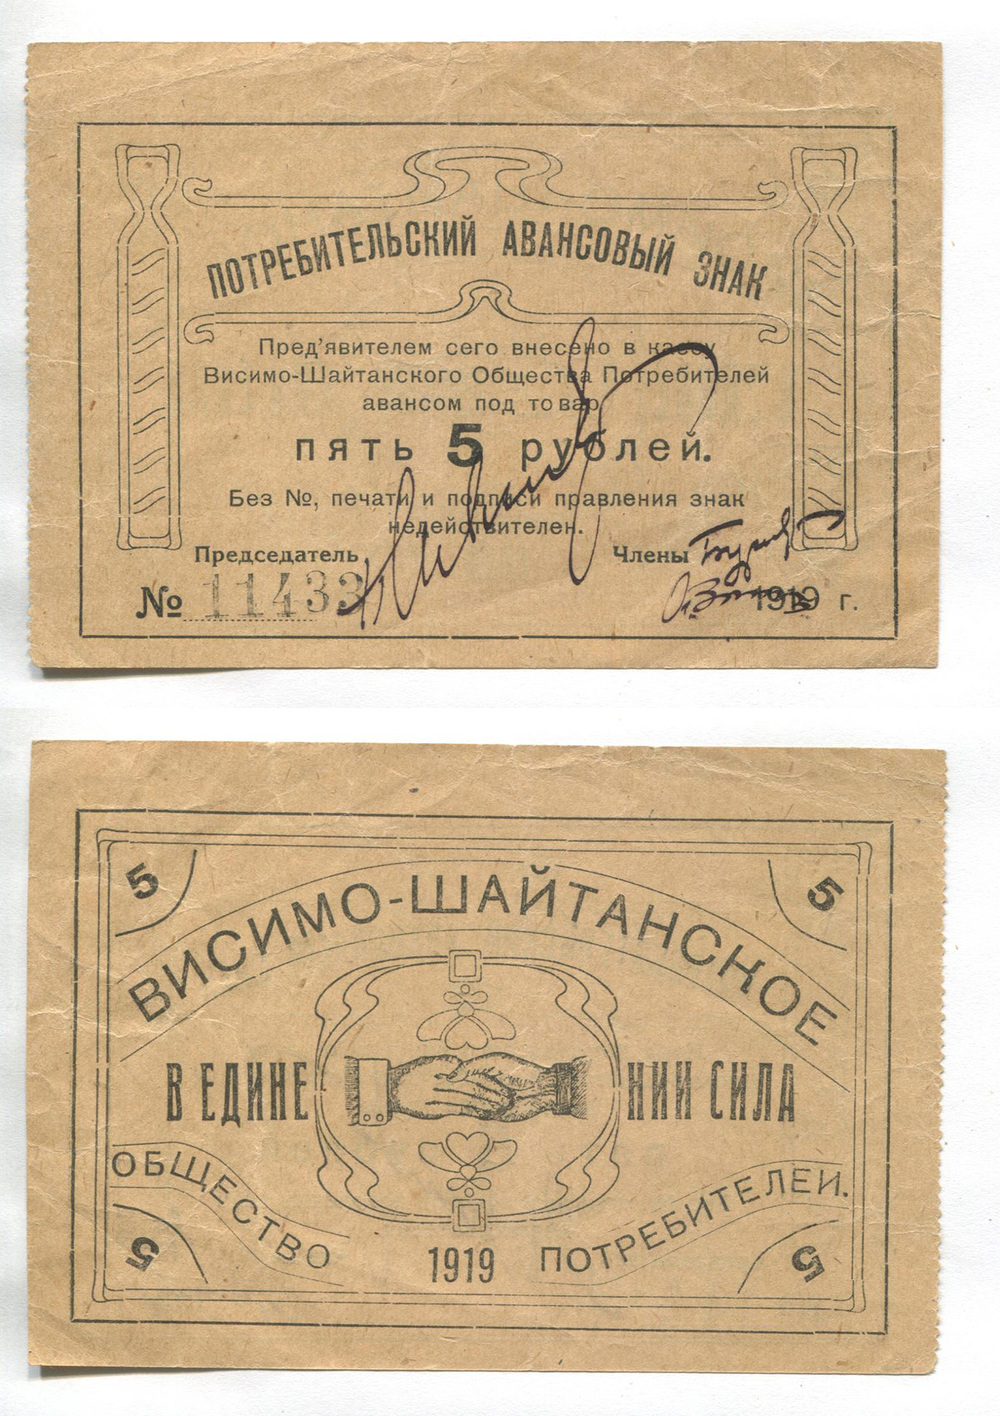 ПОТРЕБИТЕЛЬСКИЙ АВАНСОВЫЙ ЗНАК
Пред'явителем сего внесено в кассу
Висимо-Шайтанского Общества Потребителей
авансом под товар
пять 5 рублей.
Без №, печати и подписи правления знак
недействителен.
Председатель Члены
№ 11433 1919 г.
5 5
ВИСИМО-ШАЙТАНСКОЕ
В ЕДИНЕНИИ СИЛА
ОБЩЕСТВО ПОТРЕБИТЕЛЕЙ.
5 1919 5